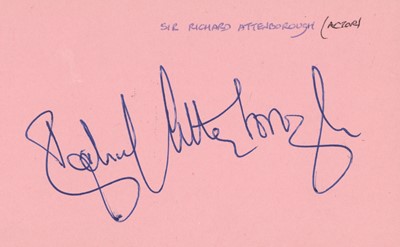 SIR RICHARD ATTENBOROUGH (ACTOR)
Richard Attenborough